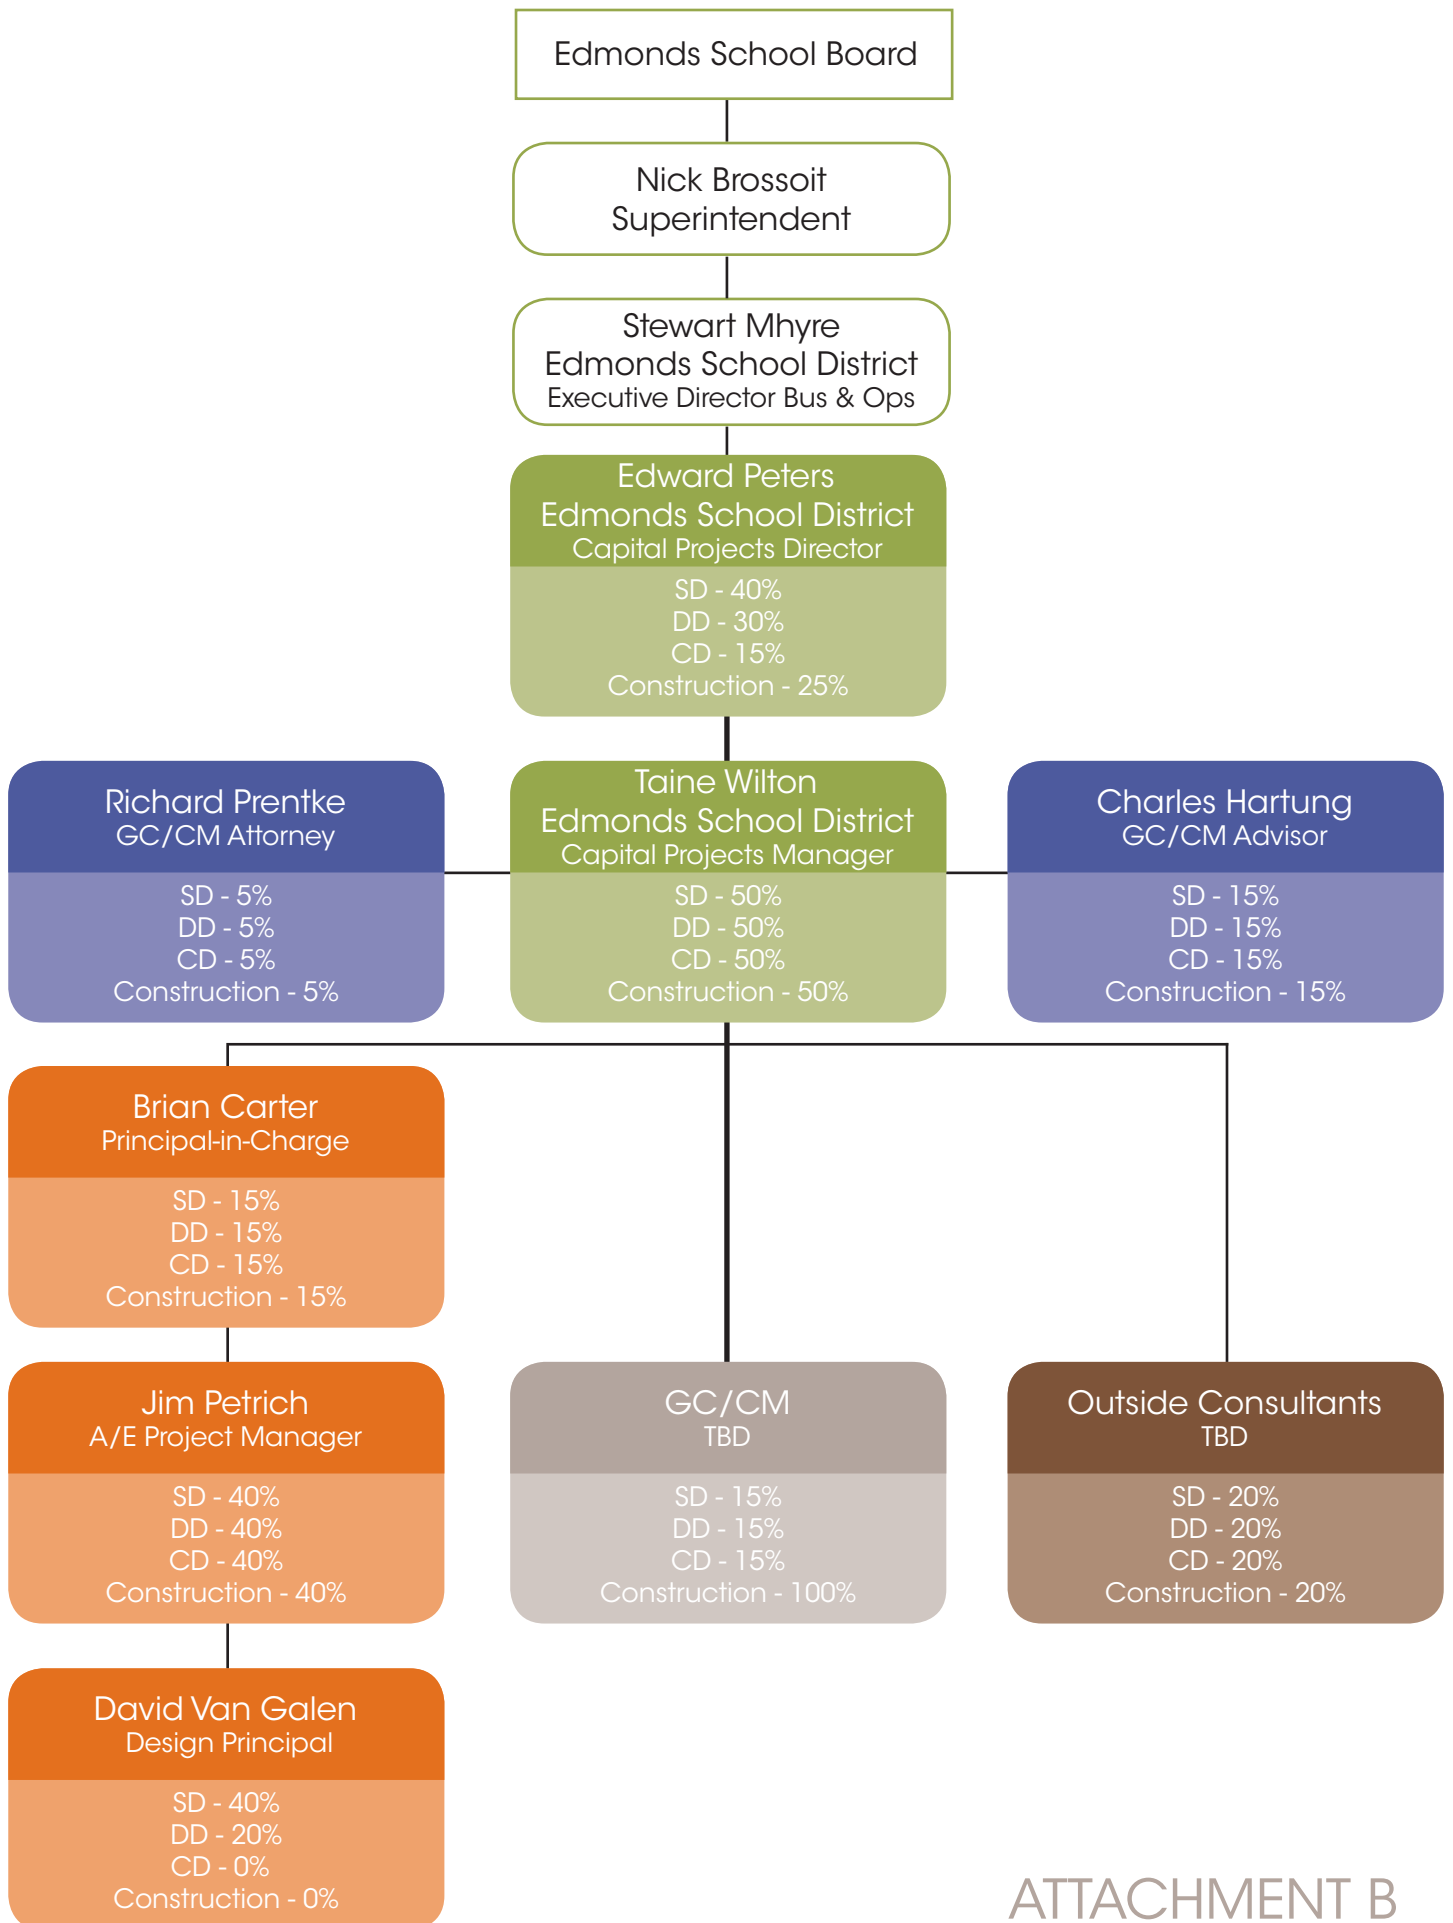 Edmonds School Board
Nick Brossoit
Superintendent
Stewart Mhyre
Edmonds School District
Executive Director Bus & Ops
Edward Peters
Edmonds School District
Capital Projects Director
SD - 40%
DD - 30%
CD - 15%
Construction - 25%
Richard Prentke
GC/CM Attorney
SD - 5%
DD - 5%
CD - 5%
Construction - 5%
Taine Wilton
Edmonds School District
Capital Projects Manager
SD - 50%
DD - 50%
CD - 50%
Construction - 50%
Charles Hartung
GC/CM Advisor
SD - 15%
DD - 15%
CD - 15%
Construction - 15%
Brian Carter
Principal-in-Charge
SD - 15%
DD - 15%
CD - 15%
Construction - 15%
Jim Petrich
A/E Project Manager
SD - 40%
DD - 40%
CD - 40%
Construction - 40%
GC/CM
TBD
SD - 15%
DD - 15%
CD - 15%
Construction - 100%
Outside Consultants
TBD
SD - 20%
DD - 20%
CD - 20%
Construction - 20%
David Van Galen
Design Principal
SD - 40%
DD - 20%
CD - 0%
Construction - 0%
ATTACHMENT B